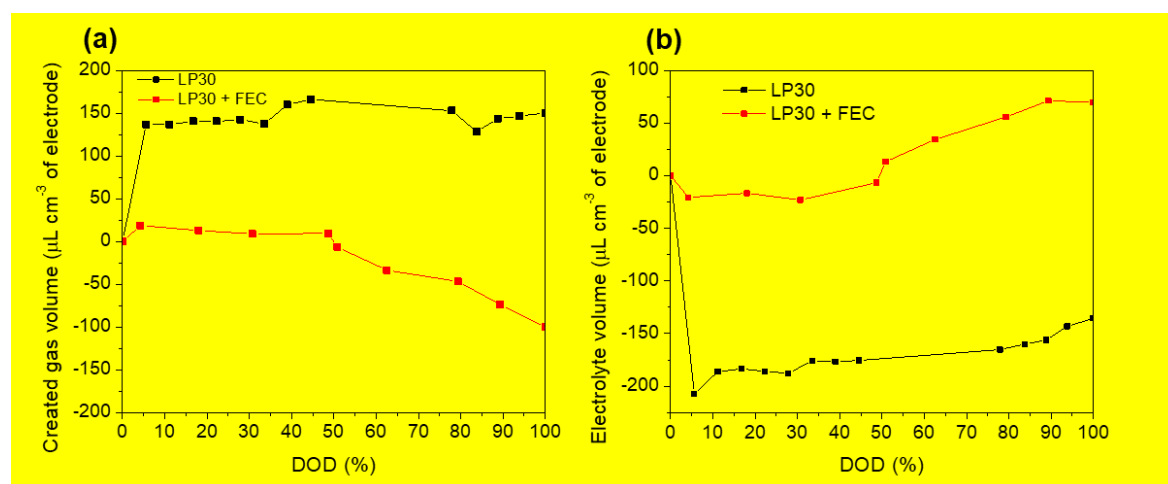 (a)
Created gas volume (μL cm⁻³ of electrode)
200
150
100
50
0
-50
-100
-150
-200
LP30
LP30 + FEC
0 10 20 30 40 50 60 70 80 90 100
DOD (%)
(b)
Electrolyte volume (μL cm⁻³ of electrode)
100
50
0
-50
-100
-150
-200
LP30
LP30 + FEC
0 10 20 30 40 50 60 70 80 90 100
DOD (%)